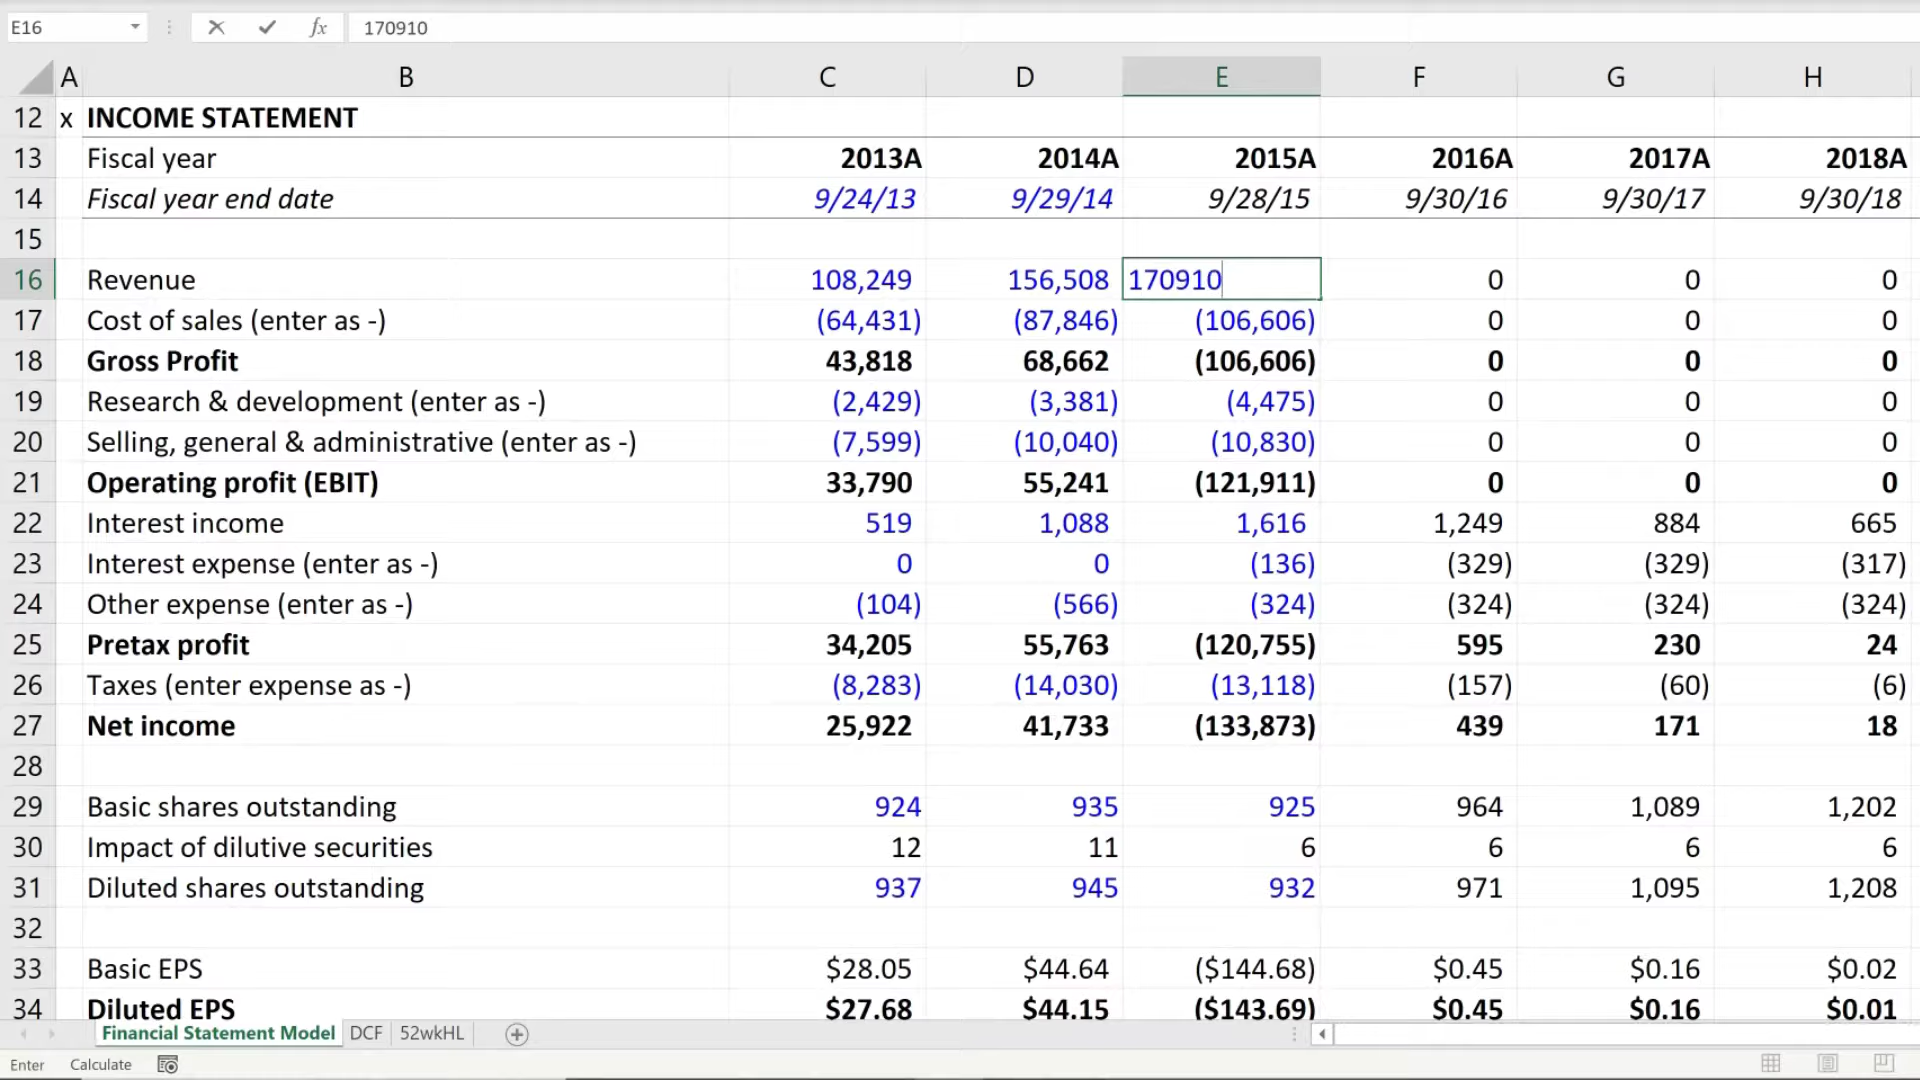 E16 fx 170910
A B C D E F G H
12 x INCOME STATEMENT
13 Fiscal year 2013A 2014A 2015A 2016A 2017A 2018A
14 Fiscal year end date 9/24/13 9/29/14 9/28/15 9/30/16 9/30/17 9/30/18
15
16 Revenue 108,249 156,508 170910 0 0 0
17 Cost of sales (enter as -) (64,431) (87,846) (106,606) 0 0 0
18 Gross Profit 43,818 68,662 (106,606) 0 0 0
19 Research & development (enter as -) (2,429) (3,381) (4,475) 0 0 0
20 Selling, general & administrative (enter as -) (7,599) (10,040) (10,830) 0 0 0
21 Operating profit (EBIT) 33,790 55,241 (121,911) 0 0 0
22 Interest income 519 1,088 1,616 1,249 884 665
23 Interest expense (enter as -) 0 0 (136) (329) (329) (317)
24 Other expense (enter as -) (104) (566) (324) (324) (324) (324)
25 Pretax profit 34,205 55,763 (120,755) 595 230 24
26 Taxes (enter expense as -) (8,283) (14,030) (13,118) (157) (60) (6)
27 Net income 25,922 41,733 (133,873) 439 171 18
28
29 Basic shares outstanding 924 935 925 964 1,089 1,202
30 Impact of dilutive securities 12 11 6 6 6 6
31 Diluted shares outstanding 937 945 932 971 1,095 1,208
32
33 Basic EPS $28.05 $44.64 ($144.68) $0.45 $0.16 $0.02
34 Diluted EPS $27.68 $44.15 ($143.69) $0.45 $0.16 $0.01
Financial Statement Model DCF 52wkHL
Enter Calculate